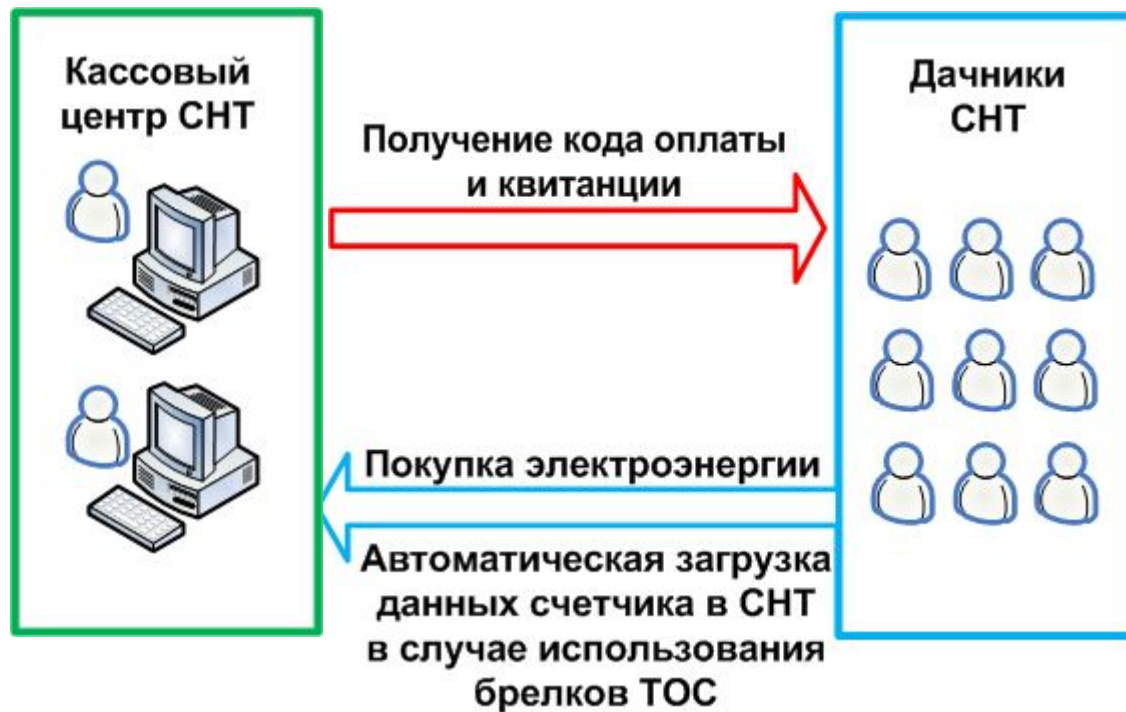 Кассовый
центр СНТ
Получение кода оплаты
и квитанции
Дачники
СНТ
Покупка электроэнергии
Автоматическая загрузка
данных счетчика в СНТ
в случае использования
брелков ТОС